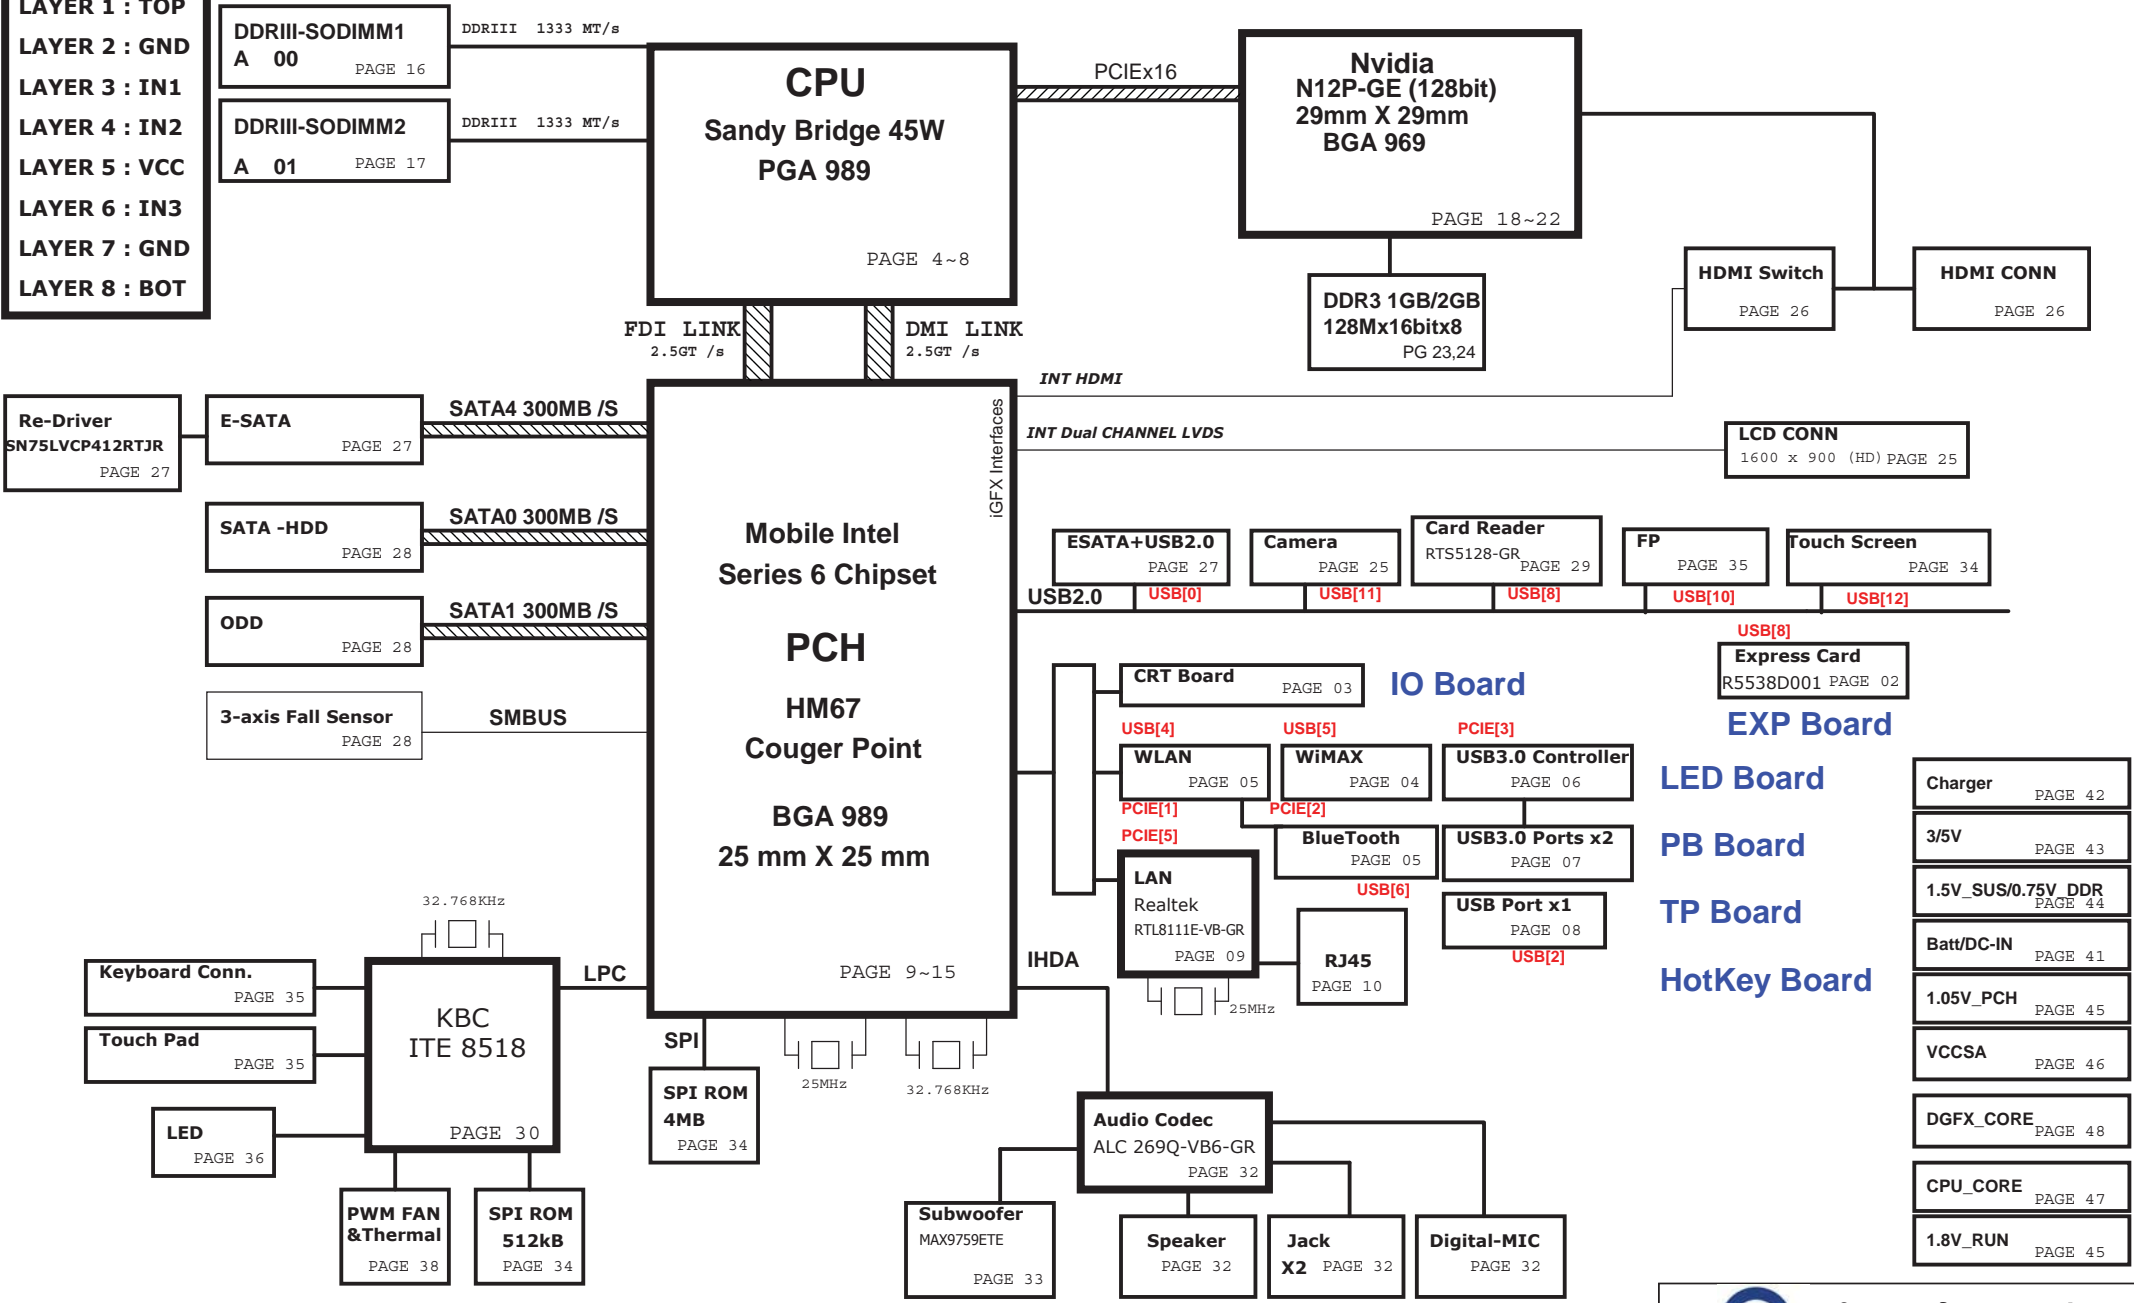 LAYER 1 : TOP
LAYER 2 : GND
LAYER 3 : IN1
LAYER 4 : IN2
LAYER 5 : VCC
LAYER 6 : IN3
LAYER 7 : GND
LAYER 8 : BOT
DDRIII-SODIMM1
A 00
PAGE 16
DDRIII 1333 MT/s
DDRIII-SODIMM2
A 01
PAGE 17
DDRIII 1333 MT/s
CPU
Sandy Bridge 45W
PGA 989
PAGE 4~8
PCIEx16
Nvidia
N12P-GE (128bit)
29mm X 29mm
BGA 969
PAGE 18~22
DDR3 1GB/2GB
128Mx16bitx8
PG 23,24
HDMI Switch
PAGE 26
HDMI CONN
PAGE 26
FDI LINK
2.5GT /s
DMI LINK
2.5GT /s
INT HDMI
INT Dual CHANNEL LVDS
iGFX Interfaces
LCD CONN
1600 x 900 (HD) PAGE 25
Re-Driver
SN75LVCP412RTJR
PAGE 27
E-SATA
PAGE 27
SATA4 300MB /S
SATA -HDD
PAGE 28
SATA0 300MB /S
ODD
PAGE 28
SATA1 300MB /S
3-axis Fall Sensor
PAGE 28
SMBUS
Mobile Intel
Series 6 Chipset
PCH
HM67
Couger Point
BGA 989
25 mm X 25 mm
PAGE 9~15
USB2.0
ESATA+USB2.0
PAGE 27
USB[0]
Camera
PAGE 25
USB[11]
Card Reader
RTS5128-GR
PAGE 29
USB[8]
FP
PAGE 35
USB[10]
Touch Screen
PAGE 34
USB[12]
USB[8]
Express Card
R5538D001 PAGE 02
EXP Board
CRT Board
PAGE 03
IO Board
USB[4]
WLAN
PAGE 05
PCIE[1]
USB[5]
WiMAX
PAGE 04
PCIE[2]
PCIE[3]
USB3.0 Controller
PAGE 06
BlueTooth
PAGE 05
USB[6]
USB3.0 Ports x2
PAGE 07
USB Port x1
PAGE 08
USB[2]
PCIE[5]
LAN
Realtek
RTL8111E-VB-GR
PAGE 09
25MHz
RJ45
PAGE 10
LED Board
PB Board
TP Board
HotKey Board
Charger
PAGE 42
3/5V
PAGE 43
1.5V_SUS/0.75V_DDR
PAGE 44
Batt/DC-IN
PAGE 41
1.05V_PCH
PAGE 45
VCCSA
PAGE 46
DGFX_CORE
PAGE 48
CPU_CORE
PAGE 47
1.8V_RUN
PAGE 45
32.768KHz
Keyboard Conn.
PAGE 35
Touch Pad
PAGE 35
LED
PAGE 36
KBC
ITE 8518
PAGE 30
LPC
PWM FAN
&Thermal
PAGE 38
SPI ROM
512kB
PAGE 34
SPI
SPI ROM
4MB
PAGE 34
25MHz
32.768KHz
IHDA
Audio Codec
ALC 269Q-VB6-GR
PAGE 32
Subwoofer
MAX9759ETE
PAGE 33
Speaker
PAGE 32
Jack
X2 PAGE 32
Digital-MIC
PAGE 32